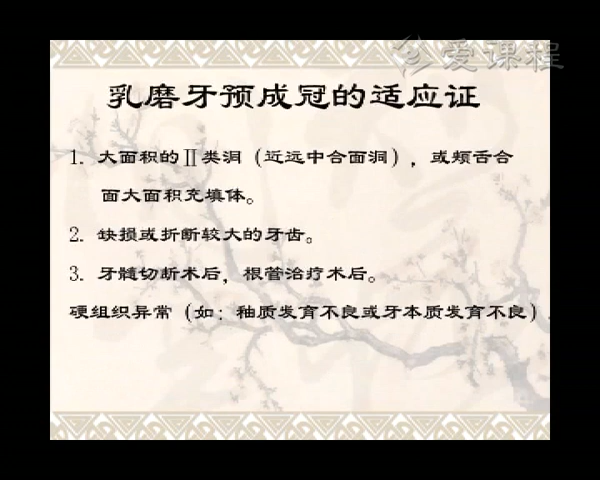 爱课程
乳磨牙预成冠的适应证
1. 大面积的Ⅱ类洞（近远中合面洞），或颊舌合
面大面积充填体。
2. 缺损或折断较大的牙齿。
3. 牙髓切断术后，根管治疗术后。
硬组织异常（如：釉质发育不良或牙本质发育不良）.